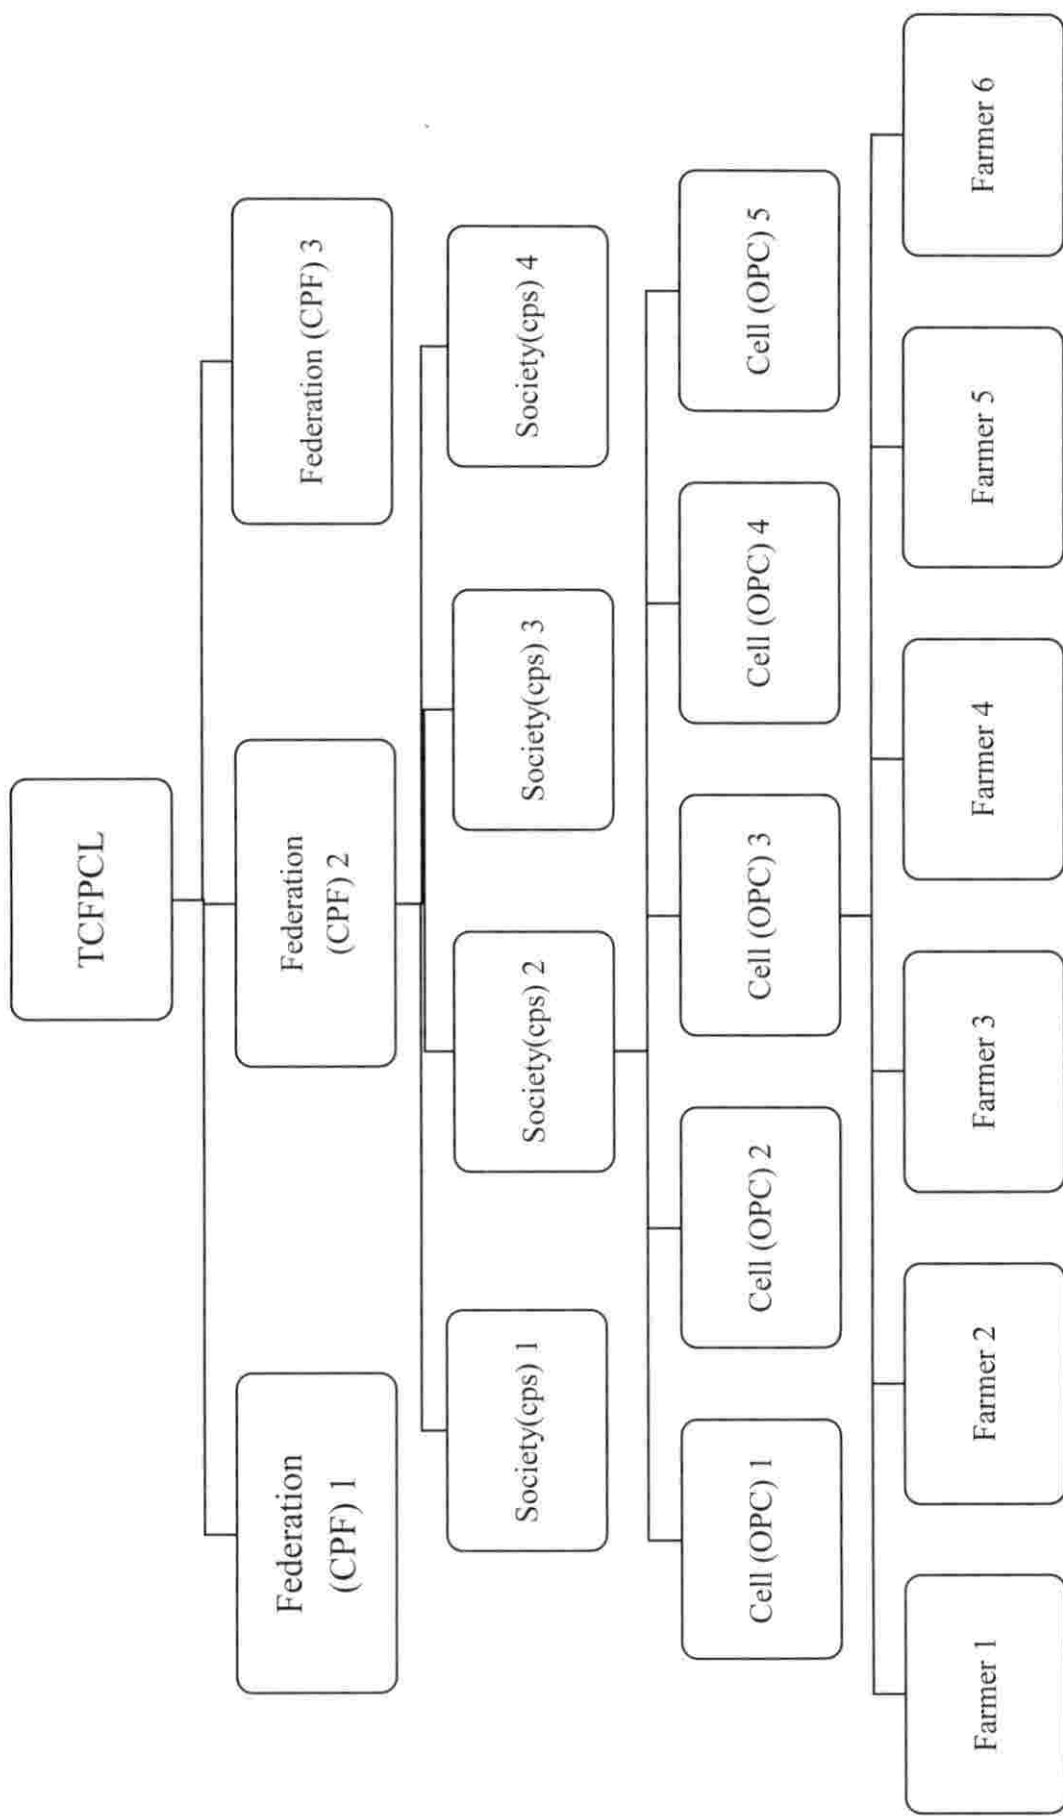 TCFPCL
Federation
(CPF) 1
Federation
(CPF) 2
Federation (CPF) 3
Society(cps) 1
Society(cps) 2
Society(cps) 3
Society(cps) 4
Cell (OPC) 1
Cell (OPC) 2
Cell (OPC) 3
Cell (OPC) 4
Cell (OPC) 5
Farmer 1
Farmer 2
Farmer 3
Farmer 4
Farmer 5
Farmer 6